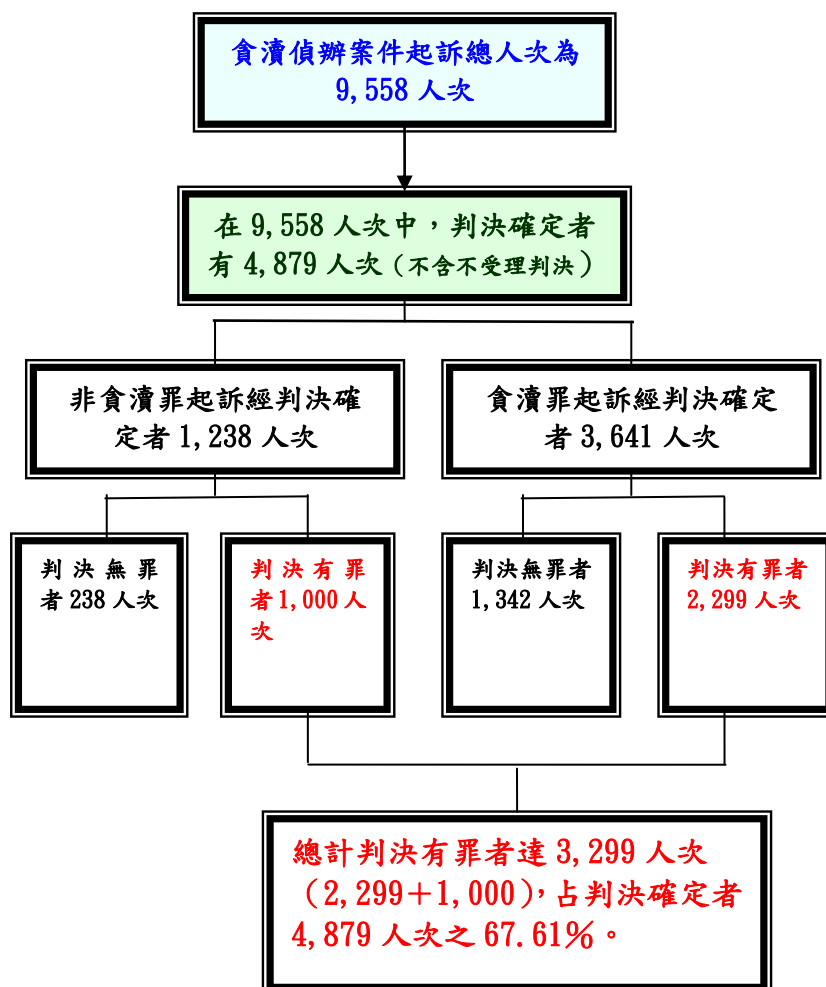 貪瀆偵辦案件起訴總人次為
9,558 人次
在 9,558 人次中，判決確定者
有 4,879 人次（不含不受理判決）
非貪瀆罪起訴經判決確
定者 1,238 人次
貪瀆罪起訴經判決確定
者 3,641 人次
判決無罪
者 238 人次
判決有罪
者 1,000 人
次
判決無罪者
1,342 人次
判決有罪者
2,299 人次
總計判決有罪者達 3,299 人次
（2,299＋1,000），占判決確定者
4,879 人次之 67.61％。